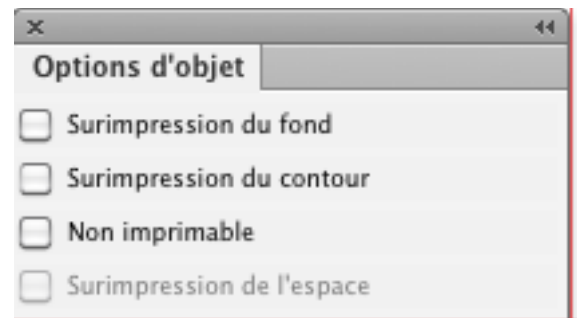 Options d'objet
Surimpression du fond
Surimpression du contour
Non imprimable
Surimpression de l'espace